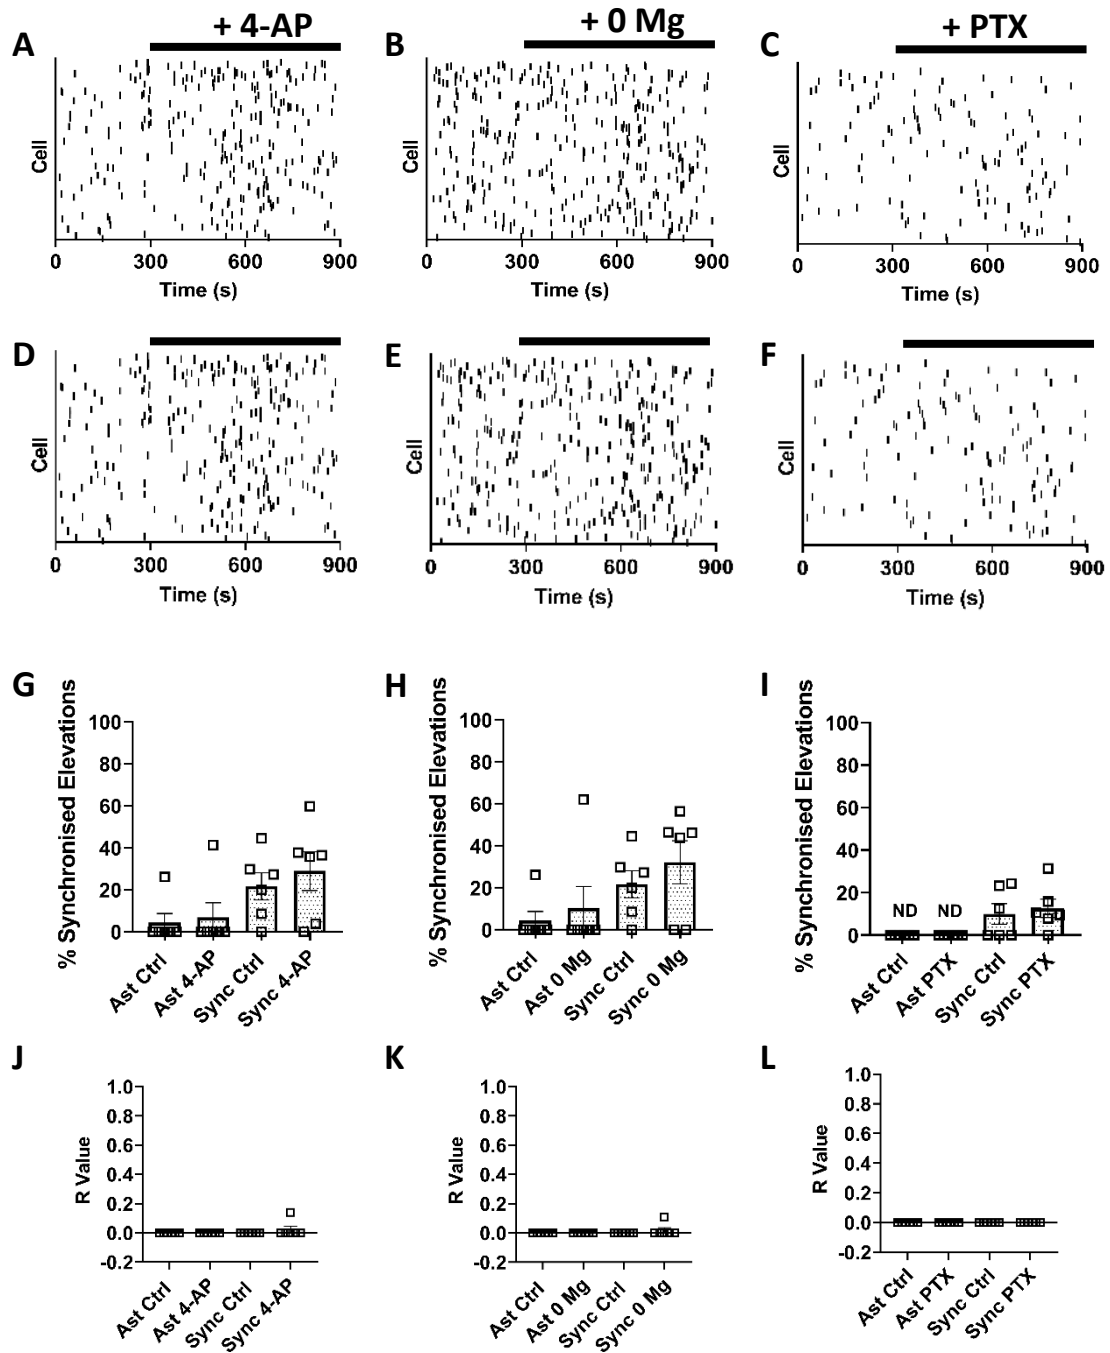 + 4-AP
+ 0 Mg
+ PTX
A
B
C
Cell
Cell
Cell
0 300 600 900
0 300 600 900
0 300 600 900
Time (s)
Time (s)
Time (s)
D
E
F
Cell
Cell
Cell
0 300 600 900
0 300 600 900
0 300 600 900
Time (s)
Time (s)
Time (s)
G
H
I
% Synchronised Elevations
100
80
60
40
20
0
Ast Ctrl
Ast 4-AP
Sync Ctrl
Sync 4-AP
% Synchronised Elevations
100
80
60
40
20
0
Ast Ctrl
Ast 0 Mg
Sync Ctrl
Sync 0 Mg
% Synchronised Elevations
100
80
60
40
20
0
ND
ND
Ast Ctrl
Ast PTX
Sync Ctrl
Sync PTX
J
K
L
R Value
1.0
0.8
0.6
0.4
0.2
0.0
-0.2
Ast Ctrl
Ast 4-AP
Sync Ctrl
Sync 4-AP
R Value
1.0
0.8
0.6
0.4
0.2
0.0
-0.2
Ast Ctrl
Ast 0 Mg
Sync Ctrl
Sync 0 Mg
R Value
1.0
0.8
0.6
0.4
0.2
0.0
-0.2
Ast Ctrl
Ast PTX
Sync Ctrl
Sync PTX